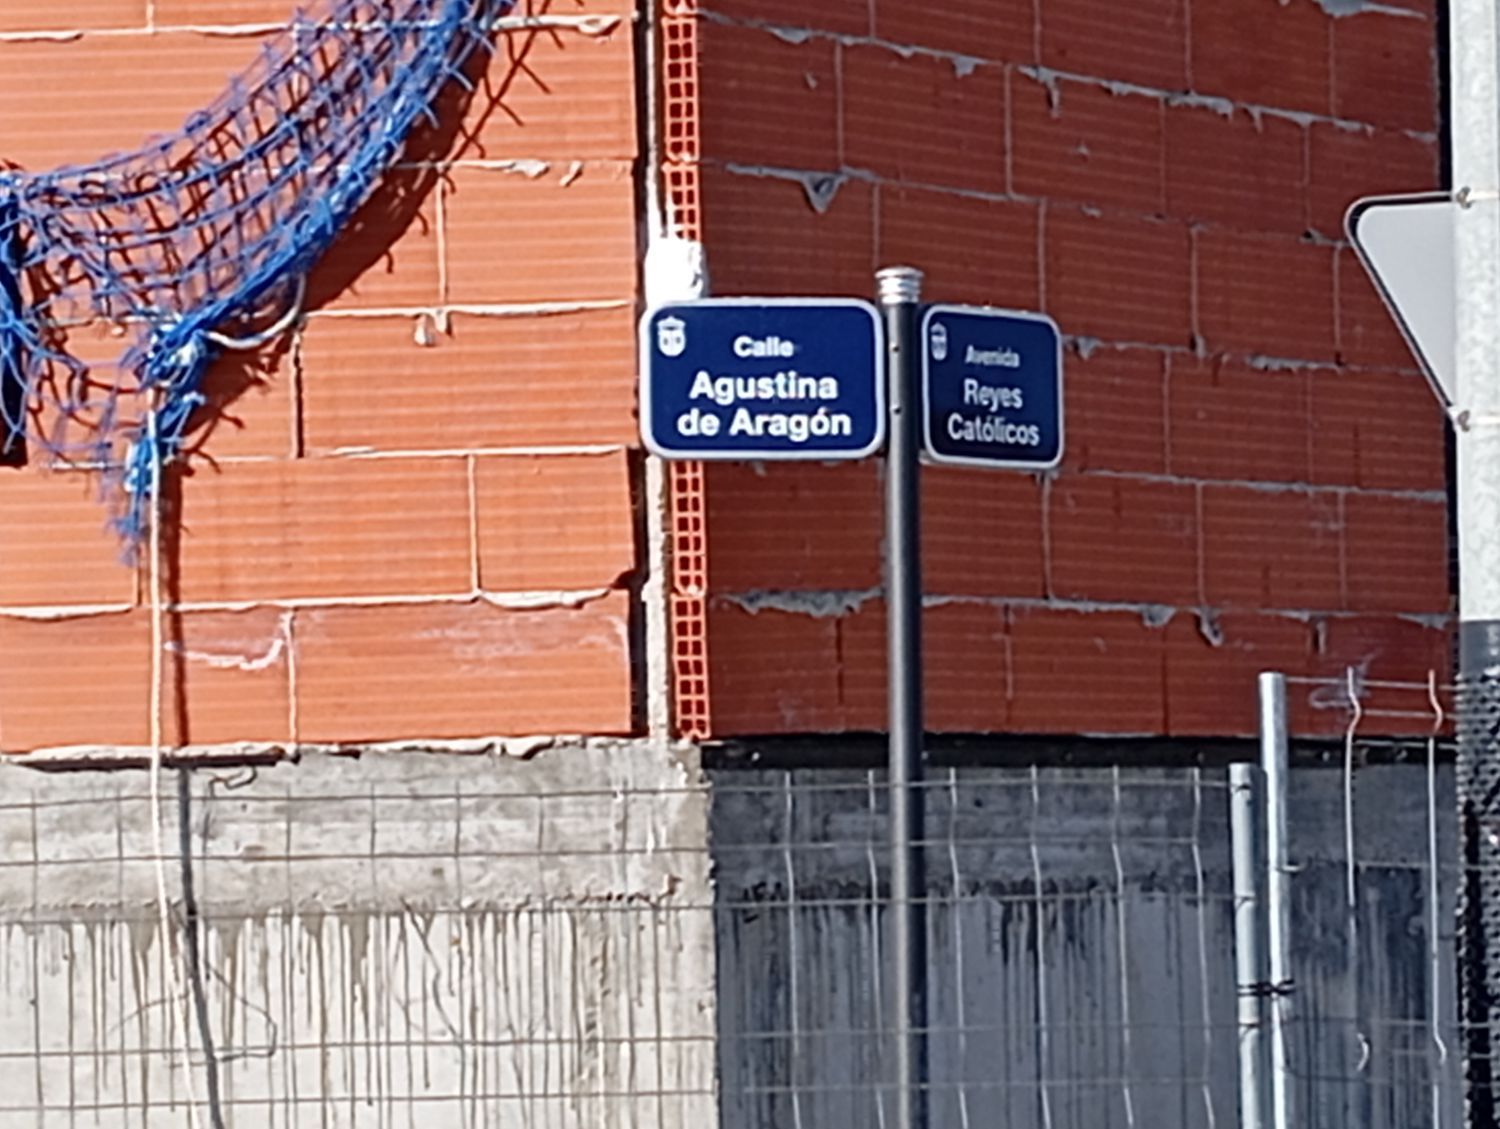 Calle
Agustina
de Aragón
Avenida
Reyes
Católicos